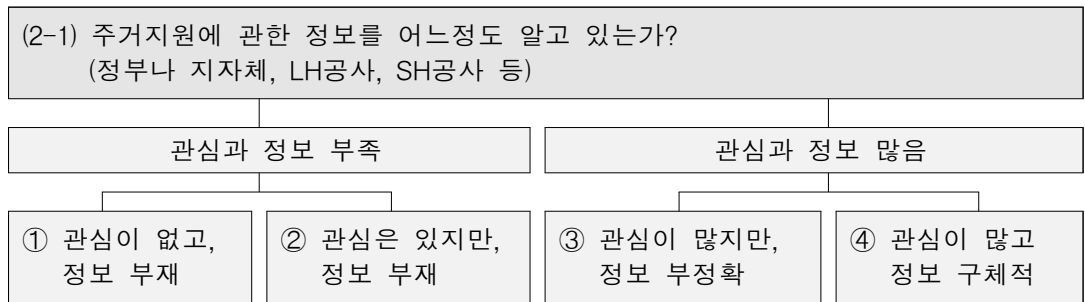 (2-1) 주거지원에 관한 정보를 어느정도 알고 있는가?
(정부나 지자체, LH공사, SH공사 등)
관심과 정보 부족
관심과 정보 많음
① 관심이 없고,
정보 부재
② 관심은 있지만,
정보 부재
③ 관심이 많지만,
정보 부정확
④ 관심이 많고
정보 구체적